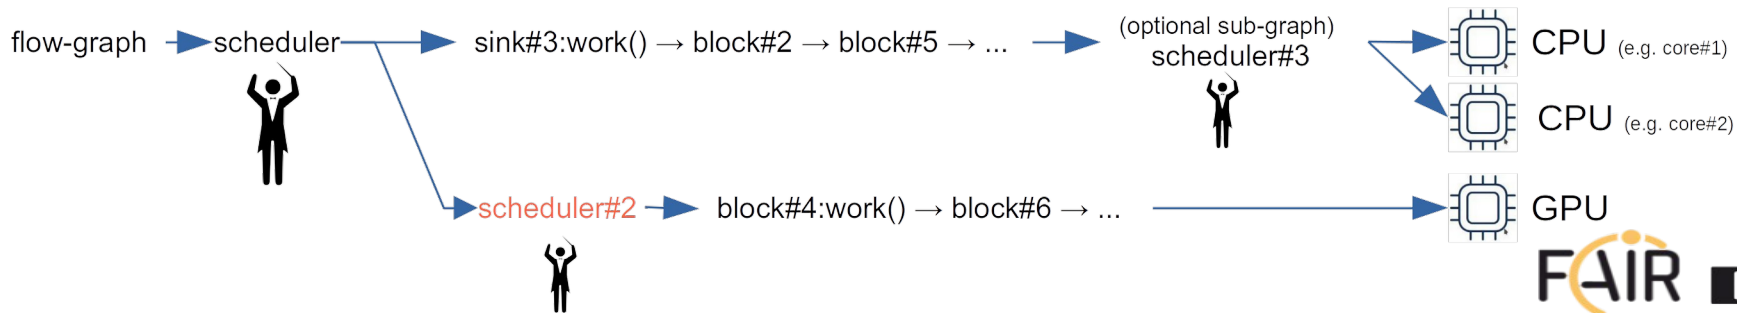 flow-graph
scheduler
sink#3:work() → block#2 → block#5 → ...
(optional sub-graph)
scheduler#3
CPU (e.g. core#1)
CPU (e.g. core#2)
scheduler#2
block#4:work() → block#6 → ...
GPU
FAIR